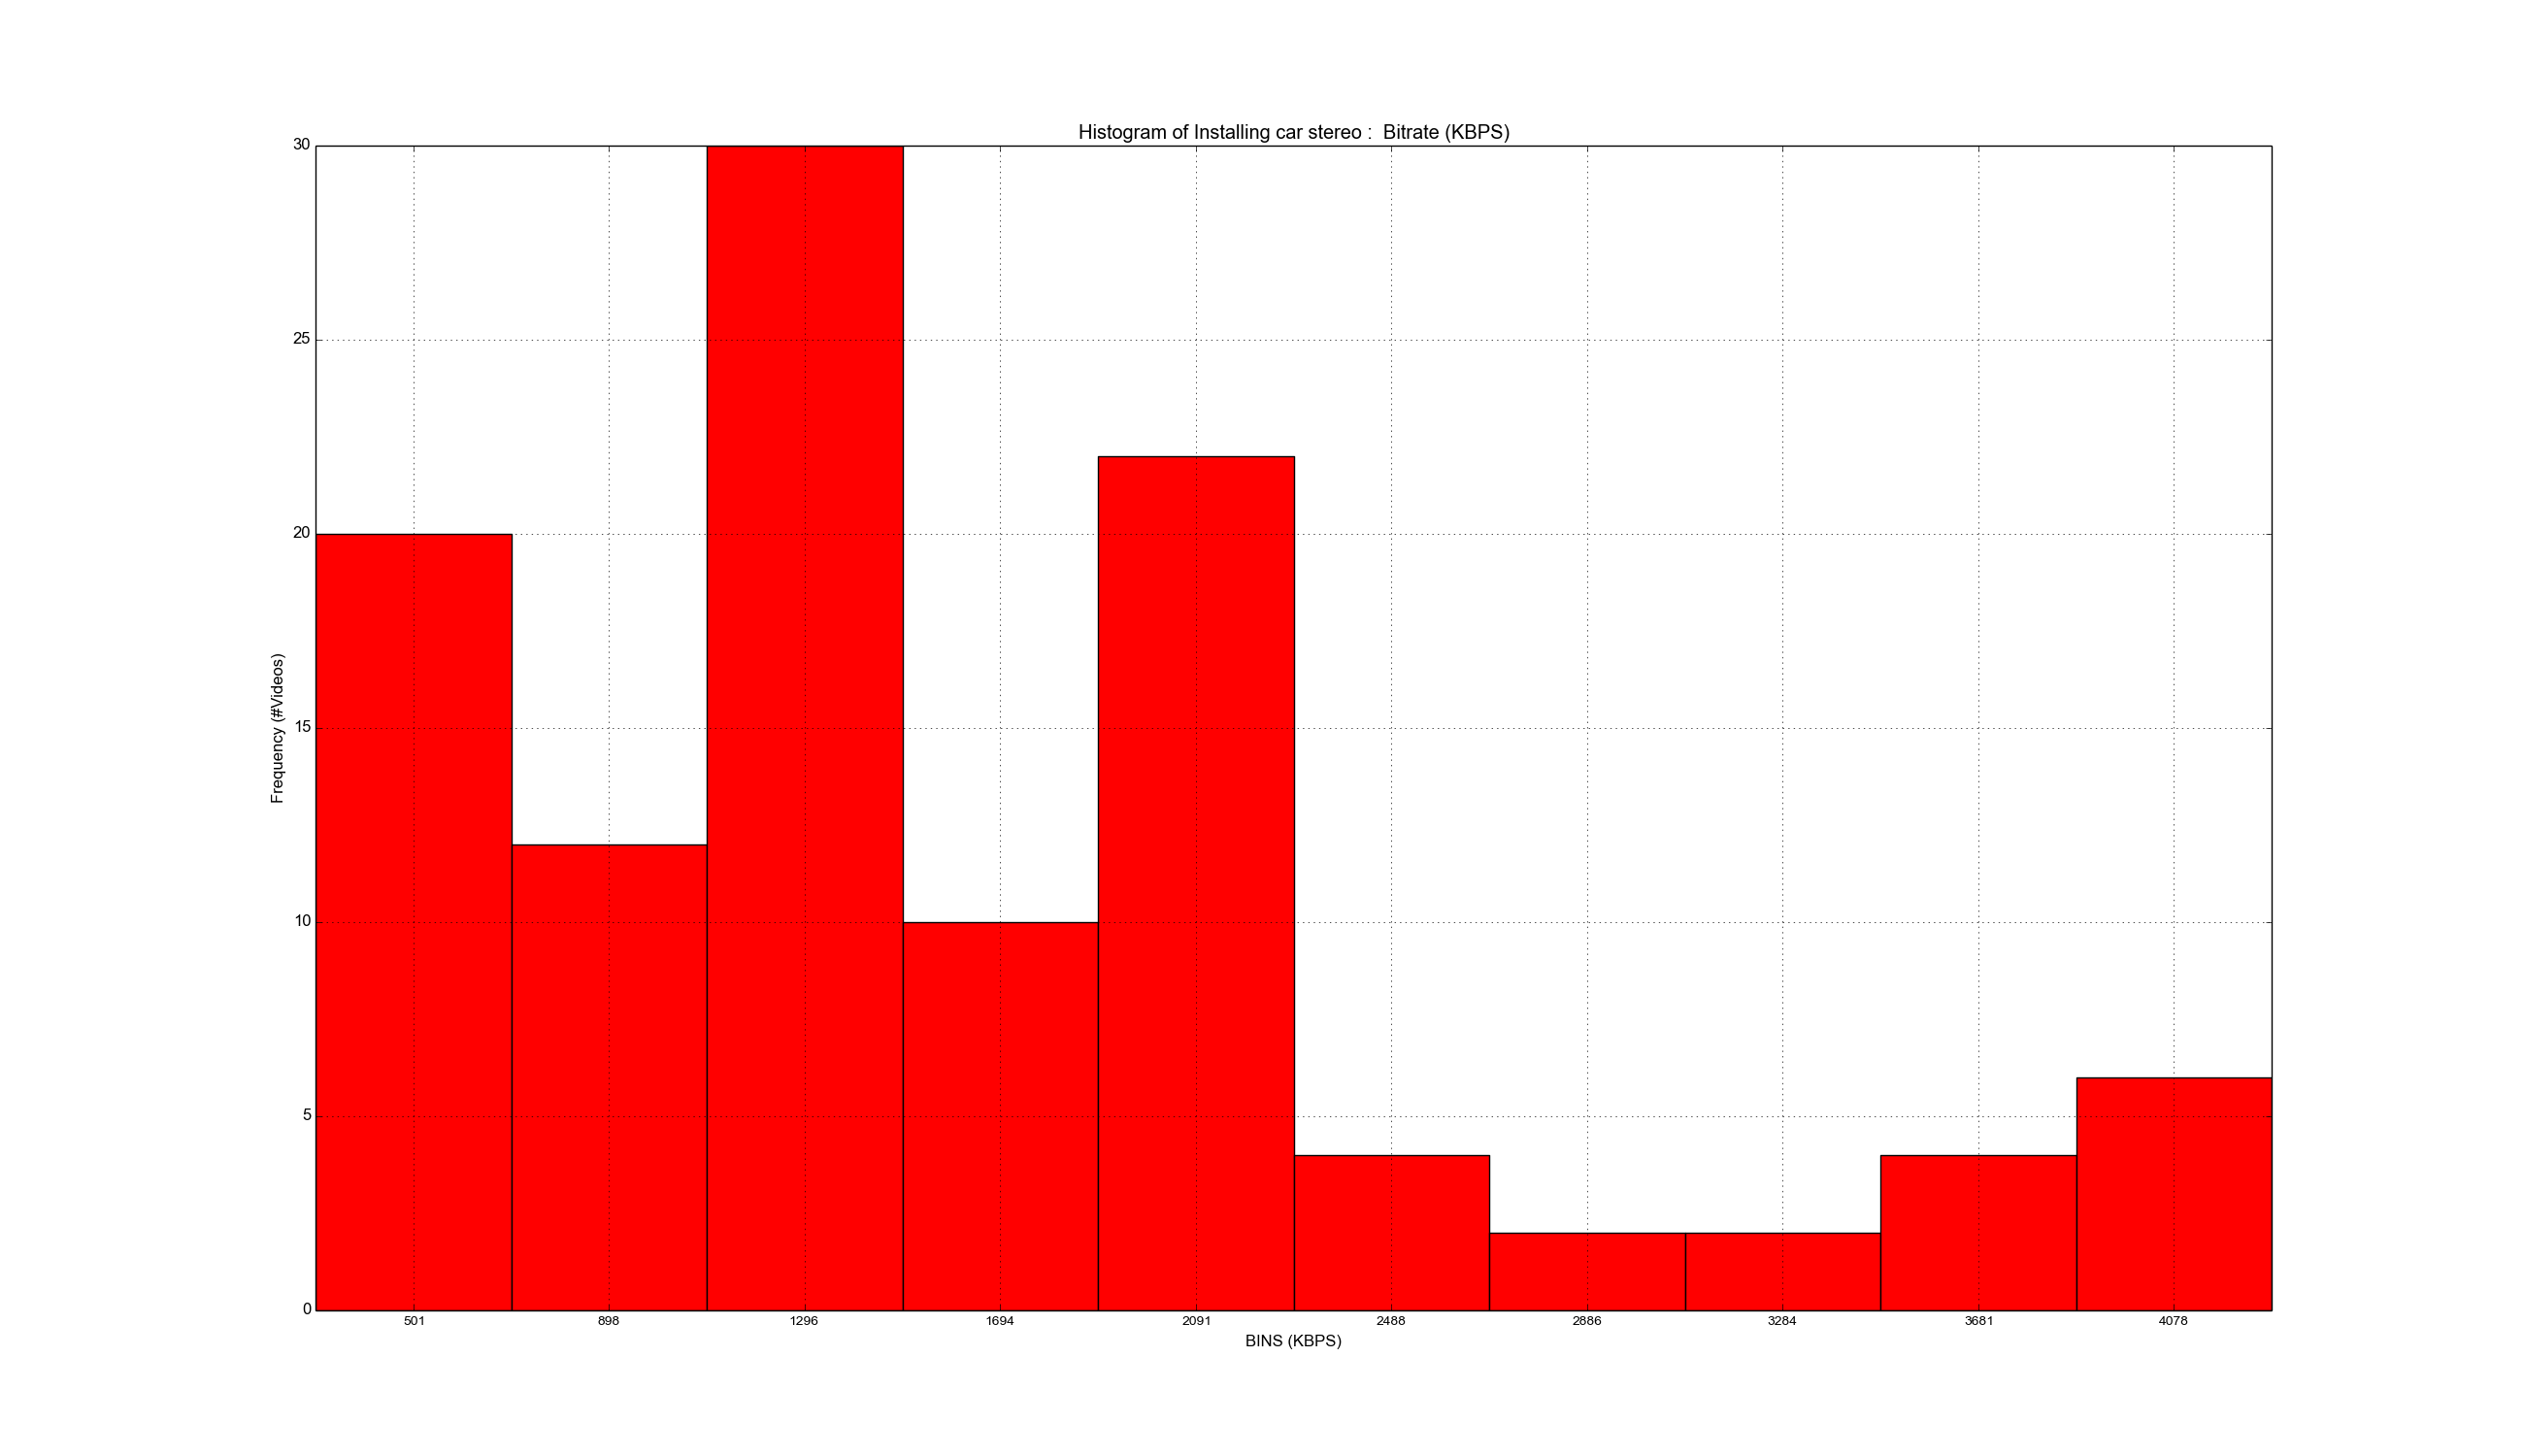 Histogram of Installing car stereo :  Bitrate (KBPS)
30
25
20
15
10
5
0
Frequency (#Videos)
501 898 1296 1694 2091 2488 2886 3284 3681 4078
BINS (KBPS)